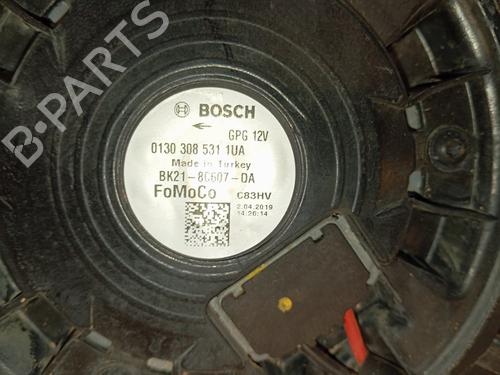 BOSCH
GPG 12V
0130 308 531 1UA
Made in Turkey
BK21-8C607-DA
FoMoCo
C83HV
2.04.2019
14:26:14
B-PARTS